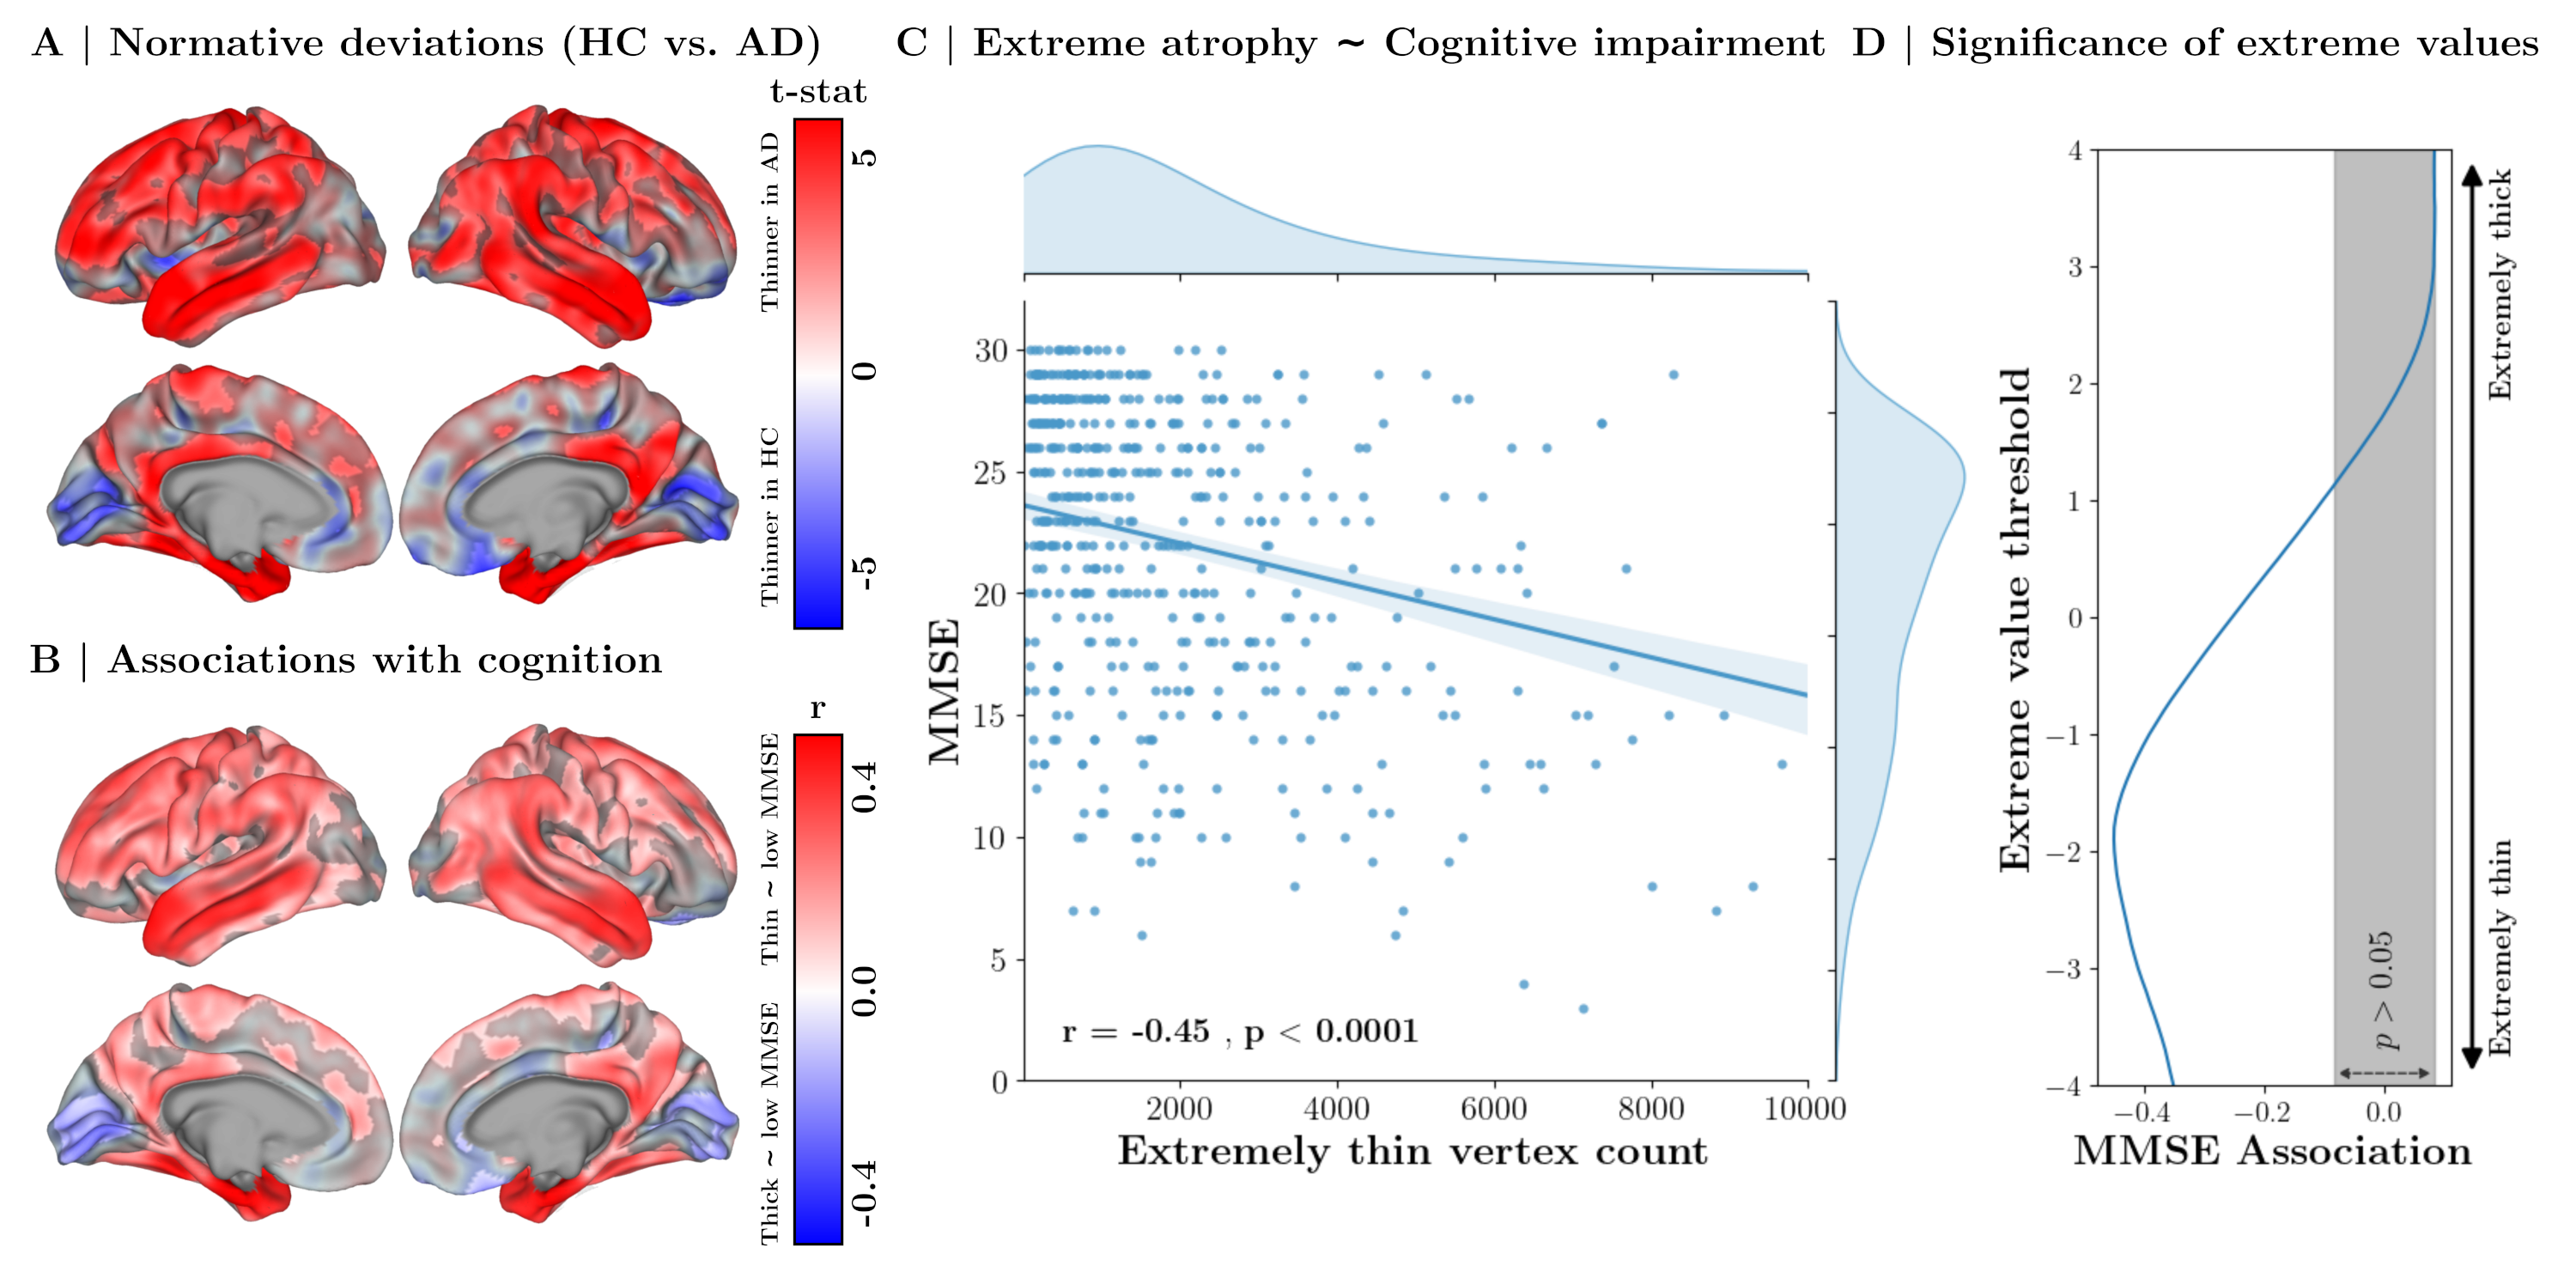 A | Normative deviations (HC vs. AD)
t-stat
Thinner in AD
Thinner in HC
5
0
-5
B | Associations with cognition
r
Thin ~ low MMSE
Thick ~ low MMSE
0.4
0.0
-0.4
C | Extreme atrophy ~ Cognitive impairment
MMSE
30
25
20
15
10
5
0
r = -0.45 , p < 0.0001
2000 4000 6000 8000 10000
Extremely thin vertex count
D | Significance of extreme values
Extreme value threshold
4
3
2
1
0
−1
−2
−3
−4
p > 0.05
Extremely thick
Extremely thin
−0.4 −0.2 0.0
MMSE Association